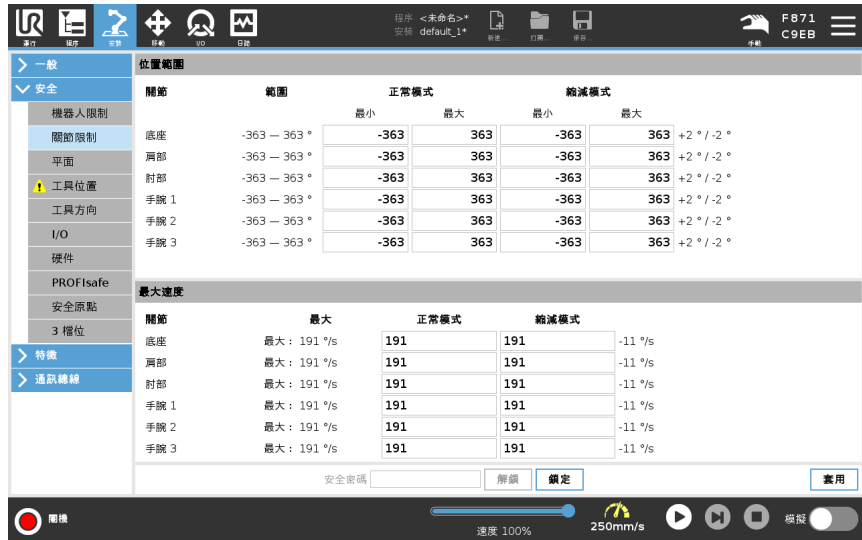 UR
運行
程序
安裝
移動
I/O
日誌
程序 <未命名>*
安裝 default_1*
新建...
打開...
保存...
手動
F871
C9EB
一般
安全
機器人限制
關節限制
平面
工具位置
工具方向
I/O
硬件
PROFIsafe
安全原點
3 檔位
特徵
通訊總線
位置範圍
關節 範圍 正常模式 縮減模式
最小 最大 最小 最大
底座 -363 — 363 ° -363 363 -363 363 +2 ° / -2 °
肩部 -363 — 363 ° -363 363 -363 363 +2 ° / -2 °
肘部 -363 — 363 ° -363 363 -363 363 +2 ° / -2 °
手腕 1 -363 — 363 ° -363 363 -363 363 +2 ° / -2 °
手腕 2 -363 — 363 ° -363 363 -363 363 +2 ° / -2 °
手腕 3 -363 — 363 ° -363 363 -363 363 +2 ° / -2 °
最大速度
關節 最大 正常模式 縮減模式
底座 最大： 191 °/s 191 191 -11 °/s
肩部 最大： 191 °/s 191 191 -11 °/s
肘部 最大： 191 °/s 191 191 -11 °/s
手腕 1 最大： 191 °/s 191 191 -11 °/s
手腕 2 最大： 191 °/s 191 191 -11 °/s
手腕 3 最大： 191 °/s 191 191 -11 °/s
安全密碼 解鎖 鎖定 套用
關機
速度 100%
250mm/s
模擬